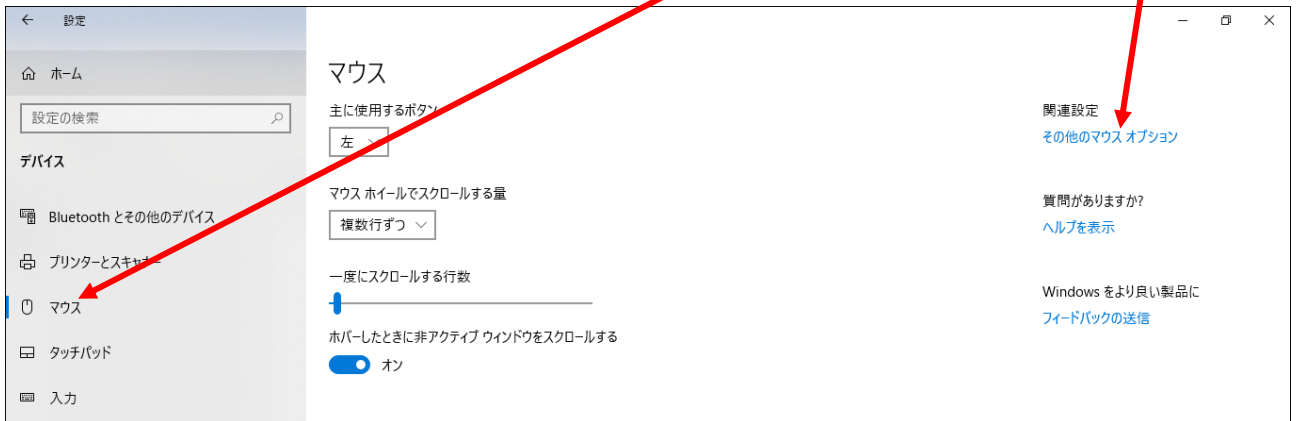 設定
ホーム
設定の検索
デバイス
Bluetooth とその他のデバイス
プリンターとスキャナー
マウス
タッチパッド
入力
マウス
主に使用するボタン
左
マウス ホイールでスクロールする量
複数行ずつ
一度にスクロールする行数
ホバーしたときに非アクティブ ウィンドウをスクロールする
オン
関連設定
その他のマウス オプション
質問がありますか?
ヘルプを表示
Windows をより良い製品に
フィードバックの送信